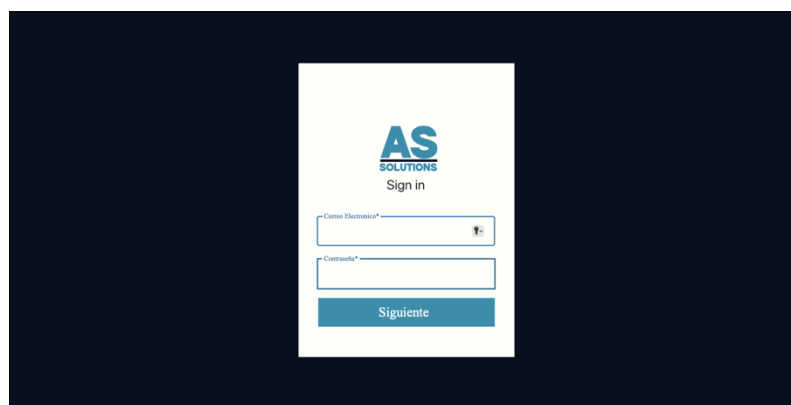 AS
SOLUTIONS
Sign in
Correo Electronico*
Contraseña*
Siguiente